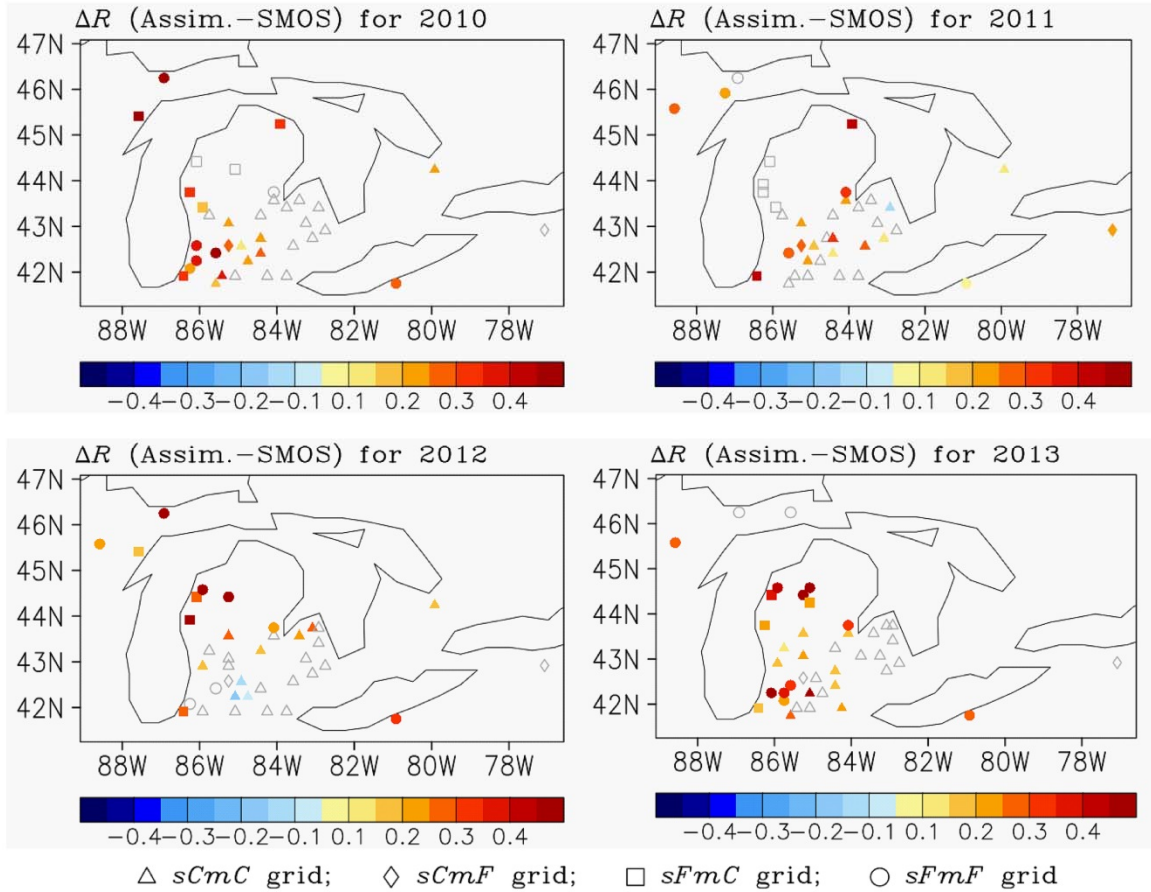 ΔR (Assim.−SMOS) for 2010
ΔR (Assim.−SMOS) for 2011
47N
46N
45N
44N
43N
42N
88W 86W 84W 82W 80W 78W
−0.4 −0.3 −0.2 −0.1 0.1 0.2 0.3 0.4
47N
46N
45N
44N
43N
42N
88W 86W 84W 82W 80W 78W
−0.4 −0.3 −0.2 −0.1 0.1 0.2 0.3 0.4
ΔR (Assim.−SMOS) for 2012
ΔR (Assim.−SMOS) for 2013
47N
46N
45N
44N
43N
42N
88W 86W 84W 82W 80W 78W
−0.4 −0.3 −0.2 −0.1 0.1 0.2 0.3 0.4
47N
46N
45N
44N
43N
42N
88W 86W 84W 82W 80W 78W
−0.4 −0.3 −0.2 −0.1 0.1 0.2 0.3 0.4
△ sCmC grid; ◇ sCmF grid; □ sFmC grid; ○ sFmF grid